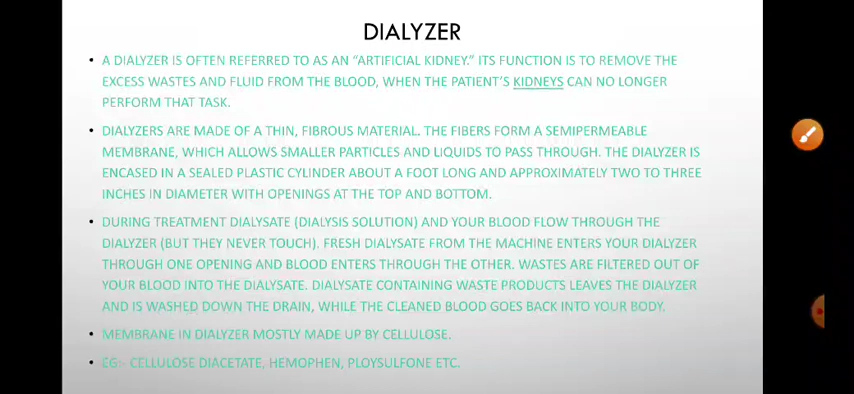 DIALYZER
• A DIALYZER IS OFTEN REFERRED TO AS AN “ARTIFICIAL KIDNEY.” ITS FUNCTION IS TO REMOVE THE
EXCESS WASTES AND FLUID FROM THE BLOOD, WHEN THE PATIENT’S KIDNEYS CAN NO LONGER
PERFORM THAT TASK.
• DIALYZERS ARE MADE OF A THIN, FIBROUS MATERIAL. THE FIBERS FORM A SEMIPERMEABLE
MEMBRANE, WHICH ALLOWS SMALLER PARTICLES AND LIQUIDS TO PASS THROUGH. THE DIALYZER IS
ENCASED IN A SEALED PLASTIC CYLINDER ABOUT A FOOT LONG AND APPROXIMATELY TWO TO THREE
INCHES IN DIAMETER WITH OPENINGS AT THE TOP AND BOTTOM.
• DURING TREATMENT DIALYSATE (DIALYSIS SOLUTION) AND YOUR BLOOD FLOW THROUGH THE
DIALYZER (BUT THEY NEVER TOUCH). FRESH DIALYSATE FROM THE MACHINE ENTERS YOUR DIALYZER
THROUGH ONE OPENING AND BLOOD ENTERS THROUGH THE OTHER. WASTES ARE FILTERED OUT OF
YOUR BLOOD INTO THE DIALYSATE. DIALYSATE CONTAINING WASTE PRODUCTS LEAVES THE DIALYZER
AND IS WASHED DOWN THE DRAIN, WHILE THE CLEANED BLOOD GOES BACK INTO YOUR BODY.
• MEMBRANE IN DIALYZER MOSTLY MADE UP BY CELLULOSE.
• EG:- CELLULOSE DIACETATE, HEMOPHEN, PLOYSULFONE ETC.